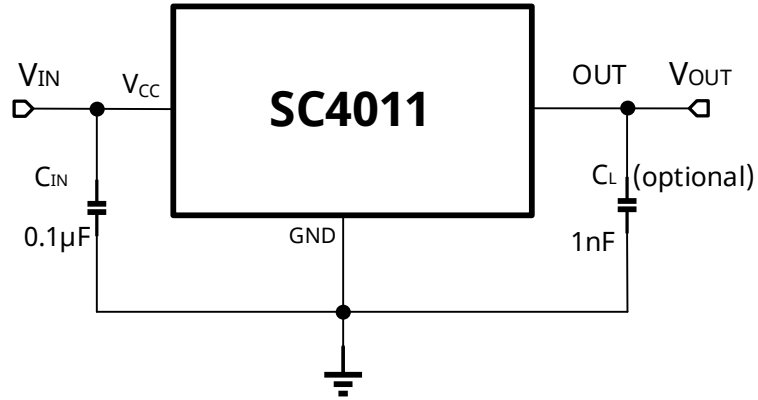 VIN
VCC
SC4011
OUT
VOUT
CIN
0.1µF
GND
CL (optional)
1nF